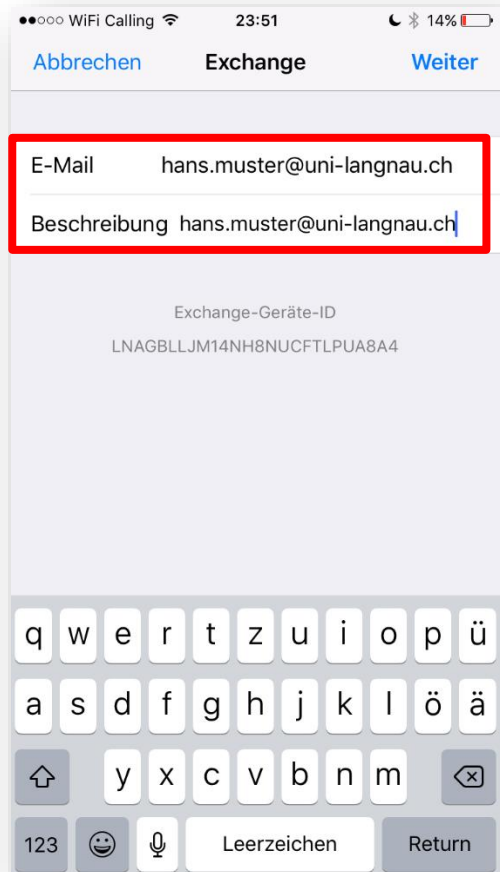 WiFi Calling 23:51 14%
Abbrechen Exchange Weiter
E-Mail hans.muster@uni-langnau.ch
Beschreibung hans.muster@uni-langnau.ch
Exchange-Geräte-ID
LNAGBLLJM14NH8NUCFTLPUA8A4
q w e r t z u i o p ü
a s d f g h j k l ö ä
y x c v b n m
123 Leerzeichen Return